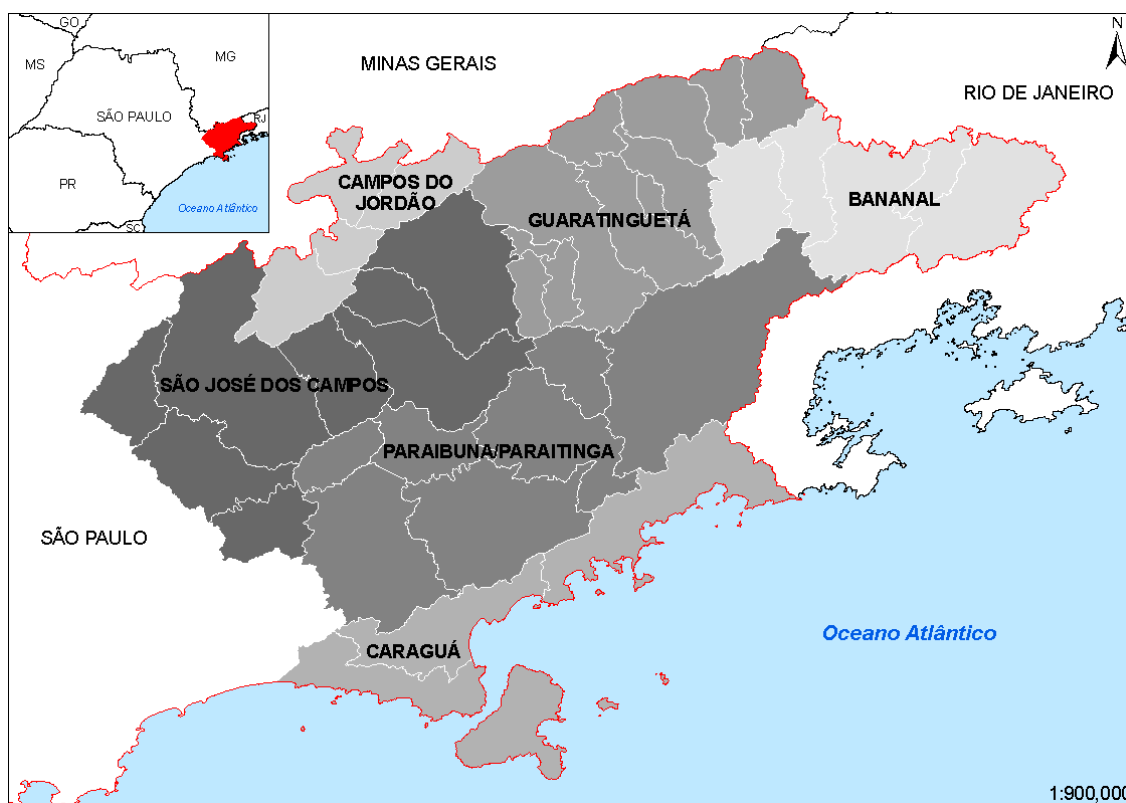 GO
MS
MG
SÃO PAULO
RJ
PR
Oceano Atlântico
SC
MINAS GERAIS
N
RIO DE JANEIRO
CAMPOS DO
JORDÃO
GUARATINGUETÁ
BANANAL
SÃO JOSÉ DOS CAMPOS
PARAIBUNA/PARAITINGA
SÃO PAULO
CARAGUÁ
Oceano Atlântico
1:900,000